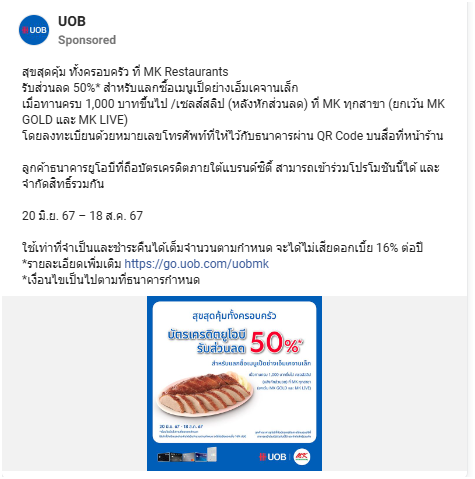 UOB
Sponsored
สุขสุดคุ้ม ทั้งครอบครัว ที่ MK Restaurants
รับส่วนลด 50%* สำหรับแลกซื้อเมนูเป็ดย่างเอ็มเคจานเล็ก
เมื่อทานครบ 1,000 บาทขึ้นไป /เซลส์สลิป (หลังหักส่วนลด) ที่ MK ทุกสาขา (ยกเว้น MK
GOLD และ MK LIVE)
โดยลงทะเบียนด้วยหมายเลขโทรศัพท์ที่ให้ไว้กับธนาคารผ่าน QR Code บนสื่อที่หน้าร้าน
ลูกค้าธนาคารยูโอบีที่ถือบัตรเครดิตภายใต้แบรนด์ซิตี้ สามารถเข้าร่วมโปรโมชันนี้ได้ และ
จำกัดสิทธิ์รวมกัน
20 มิ.ย. 67 – 18 ส.ค. 67
ใช้เท่าที่จำเป็นและชำระคืนได้เต็มจำนวนตามกำหนด จะได้ไม่เสียดอกเบี้ย 16% ต่อปี
*รายละเอียดเพิ่มเติม https://go.uob.com/uobmk
*เงื่อนไขเป็นไปตามที่ธนาคารกำหนด
สุขสุดคุ้มทั้งครอบครัว
บัตรเครดิตยูโอบี
รับส่วนลด 50%*
สำหรับแลกซื้อเมนูเป็ดย่างเอ็มเคจานเล็ก
(ยกเว้น MK GOLD และ MK LIVE)
20 มิ.ย. 67 - 18 ส.ค. 67
UOB
MK